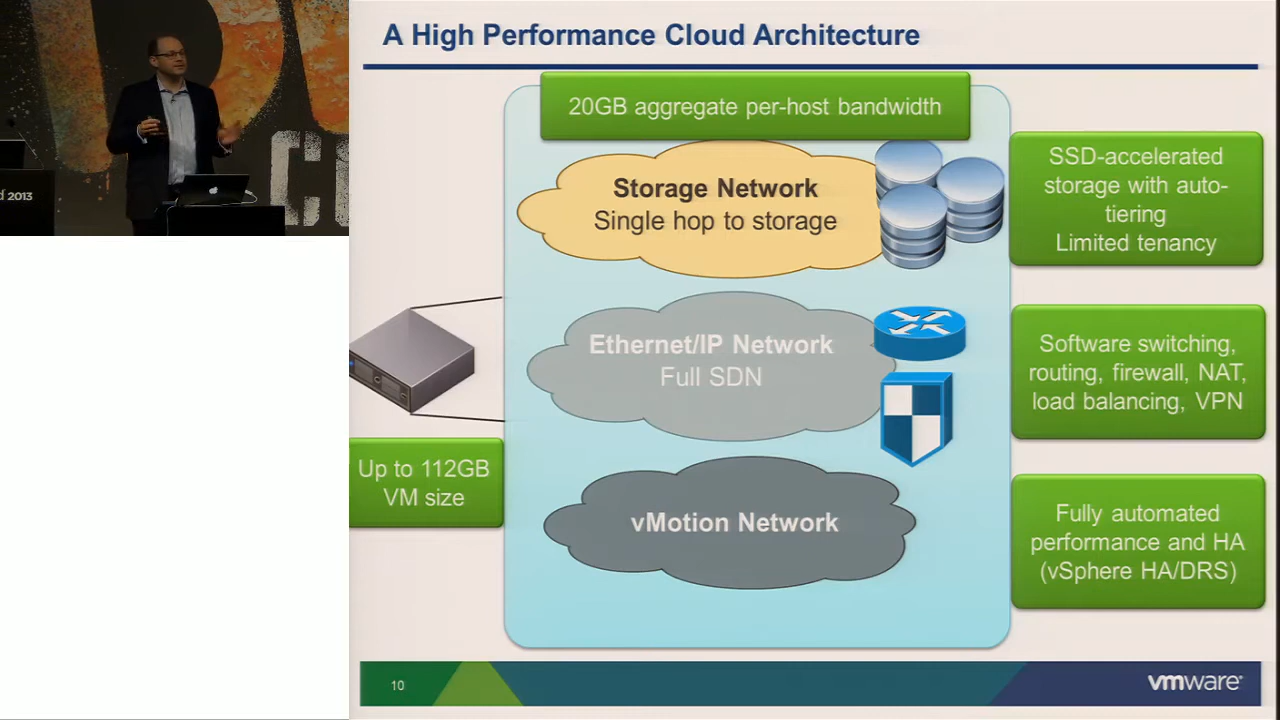 A High Performance Cloud Architecture
20GB aggregate per-host bandwidth
Storage Network
Single hop to storage
SSD-accelerated
storage with auto-
tiering
Limited tenancy
Ethernet/IP Network
Full SDN
Software switching,
routing, firewall, NAT,
load balancing, VPN
Up to 112GB
VM size
vMotion Network
Fully automated
performance and HA
(vSphere HA/DRS)
10
vmware
2013